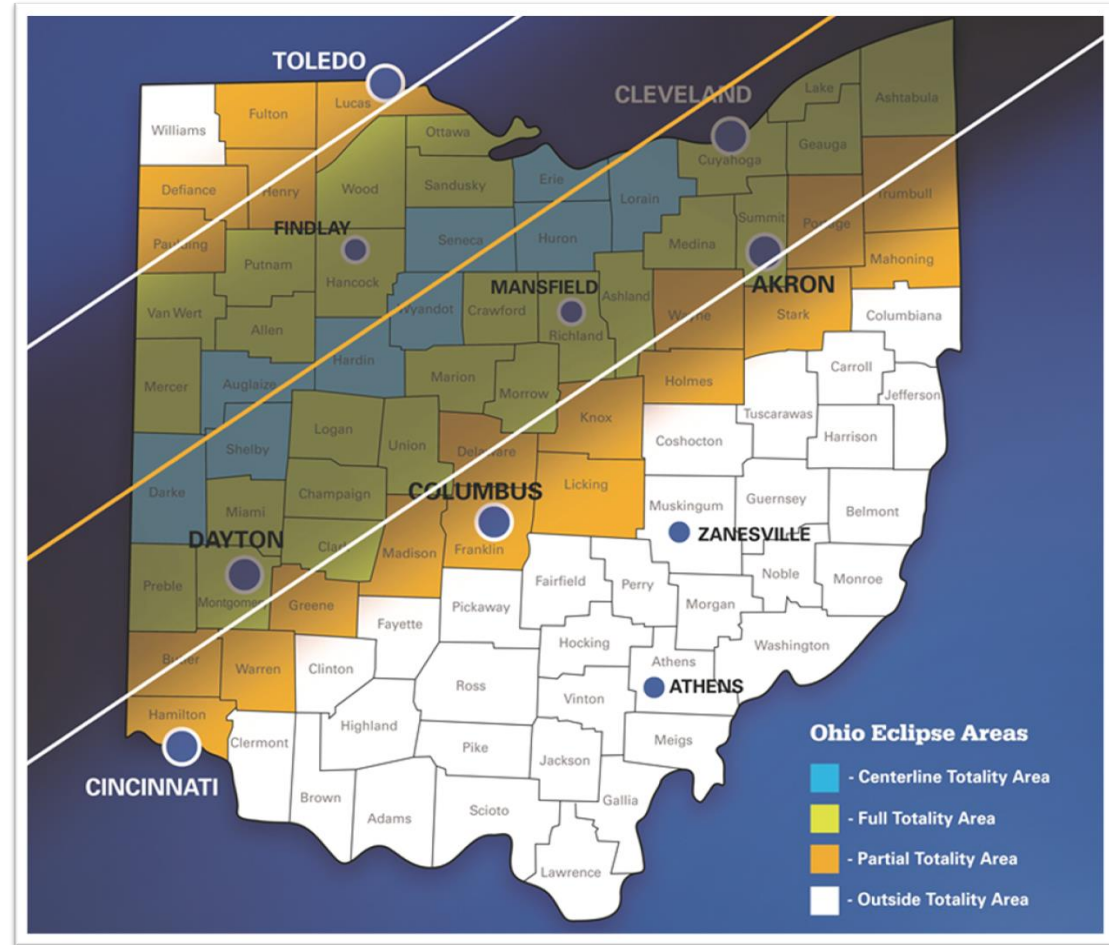 TOLEDO
CLEVELAND
Lake
Ashtabula
Williams
Fulton
Lucas
Ottawa
Geauga
Cuyahoga
Defiance
Henry
Wood
Sandusky
Erie
Lorain
Trumbull
Summit
Portage
Paulding
FINDLAY
Seneca
Huron
Medina
Putnam
Hancock
MANSFIELD
AKRON
Mahoning
Van Wert
Allen
Wyandot
Crawford
Richland
Ashland
Wayne
Stark
Columbiana
Hardin
Mercer
Auglaize
Marion
Morrow
Holmes
Carroll
Jefferson
Logan
Union
Knox
Tuscarawas
Harrison
Shelby
Delaware
Coshocton
Darke
Champaign
COLUMBUS
Licking
Muskingum
Guernsey
Belmont
Miami
DAYTON
Clark
Madison
Franklin
ZANESVILLE
Preble
Montgomery
Greene
Fairfield
Perry
Noble
Monroe
Pickaway
Morgan
Fayette
Hocking
Washington
Butler
Warren
Clinton
Athens
Ross
Vinton
ATHENS
Hamilton
Highland
Clermont
Pike
Jackson
Meigs
CINCINNATI
Brown
Adams
Scioto
Gallia
Lawrence
Ohio Eclipse Areas
- Centerline Totality Area
- Full Totality Area
- Partial Totality Area
- Outside Totality Area